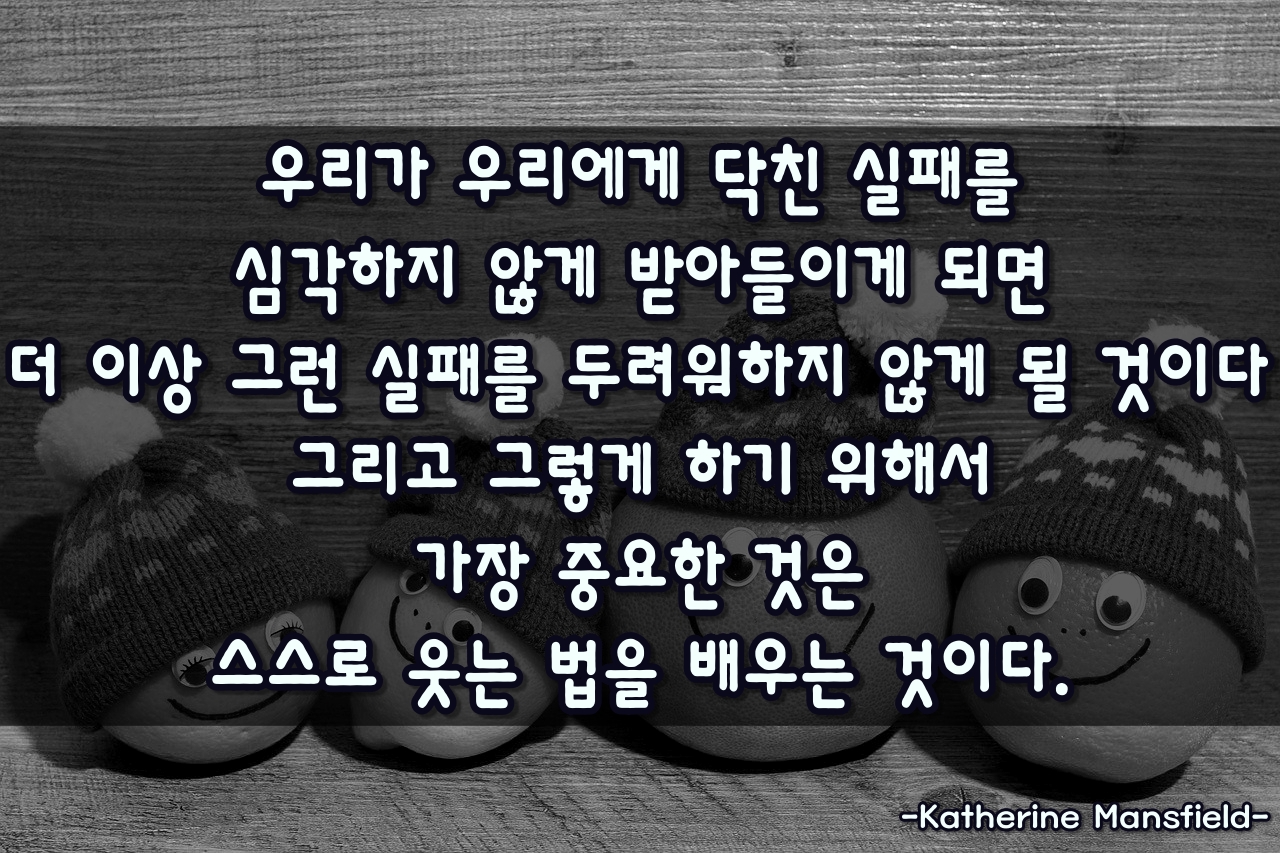 우리가 우리에게 닥친 실패를
심각하지 않게 받아들이게 되면
더 이상 그런 실패를 두려워하지 않게 될 것이다
그리고 그렇게 하기 위해서
가장 중요한 것은
스스로 웃는 법을 배우는 것이다.
-Katherine Mansfield-